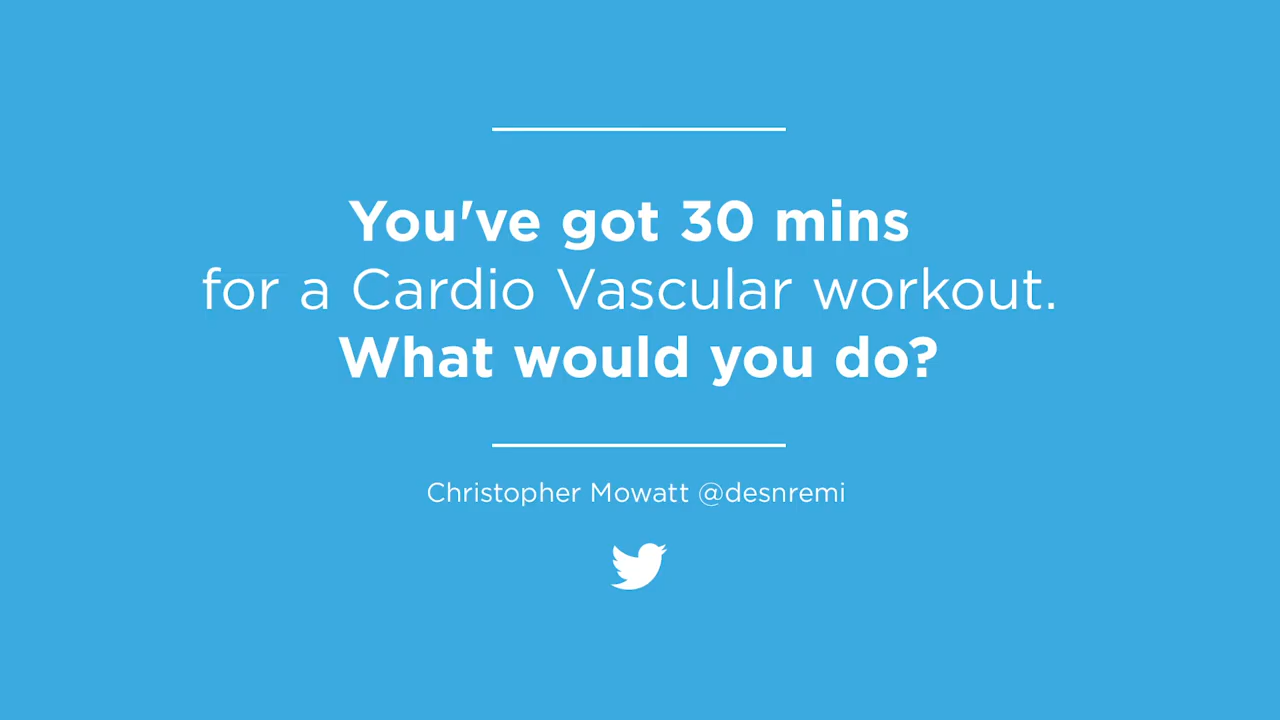 You've got 30 mins
for a Cardio Vascular workout.
What would you do?
Christopher Mowatt @desnremi